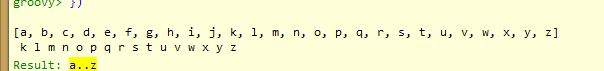 groovy> })
[a, b, c, d, e, f, g, h, i, j, k, l, m, n, o, p, q, r, s, t, u, v, w, x, y, z]
k l m n o p q r s t u v w x y z
Result: a..z